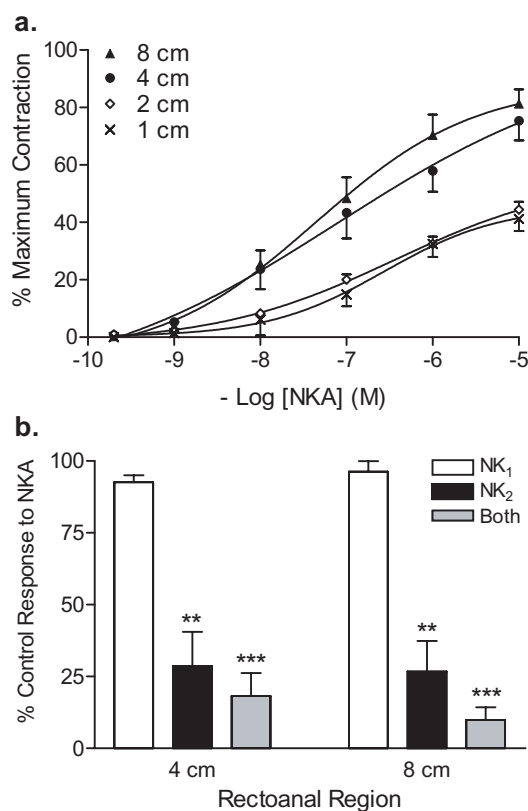 a.
100
80
60
40
20
0
% Maximum Contraction
8 cm
4 cm
2 cm
1 cm
-10 -9 -8 -7 -6 -5
- Log [NKA] (M)
b.
100
75
50
25
0
% Control Response to NKA
NK1
NK2
Both
** *** ** ***
4 cm 8 cm
Rectoanal Region